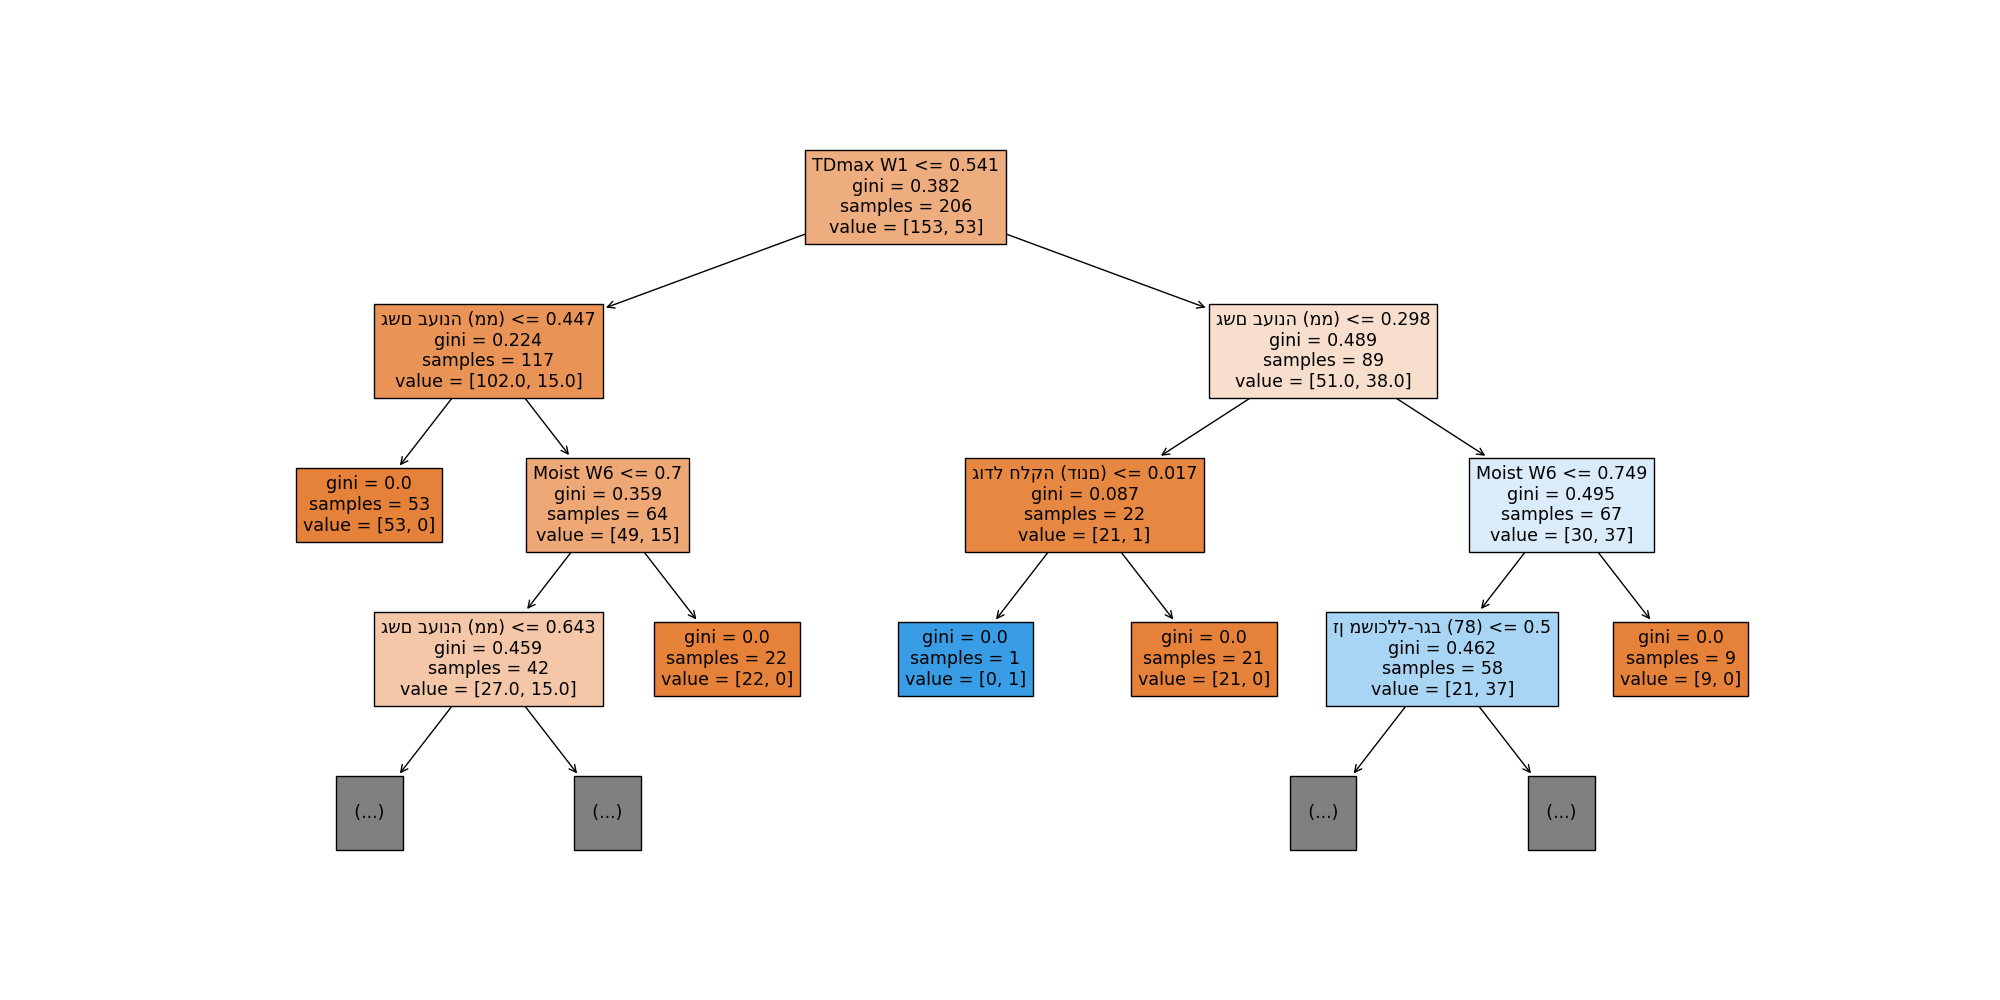 TDmax W1 <= 0.541
gini = 0.382
samples = 206
value = [153, 53]
גשם בעונה (ממ) <= 0.447
gini = 0.224
samples = 117
value = [102.0, 15.0]
גשם בעונה (ממ) <= 0.298
gini = 0.489
samples = 89
value = [51.0, 38.0]
gini = 0.0
samples = 53
value = [53, 0]
Moist W6 <= 0.7
gini = 0.359
samples = 64
value = [49, 15]
גודל חלקה (דונם) <= 0.017
gini = 0.087
samples = 22
value = [21, 1]
Moist W6 <= 0.749
gini = 0.495
samples = 67
value = [30, 37]
גשם בעונה (ממ) <= 0.643
gini = 0.459
samples = 42
value = [27.0, 15.0]
gini = 0.0
samples = 22
value = [22, 0]
gini = 0.0
samples = 1
value = [0, 1]
gini = 0.0
samples = 21
value = [21, 0]
זן משוכלל-רגב (78) <= 0.5
gini = 0.462
samples = 58
value = [21, 37]
gini = 0.0
samples = 9
value = [9, 0]
(...)
(...)
(...)
(...)